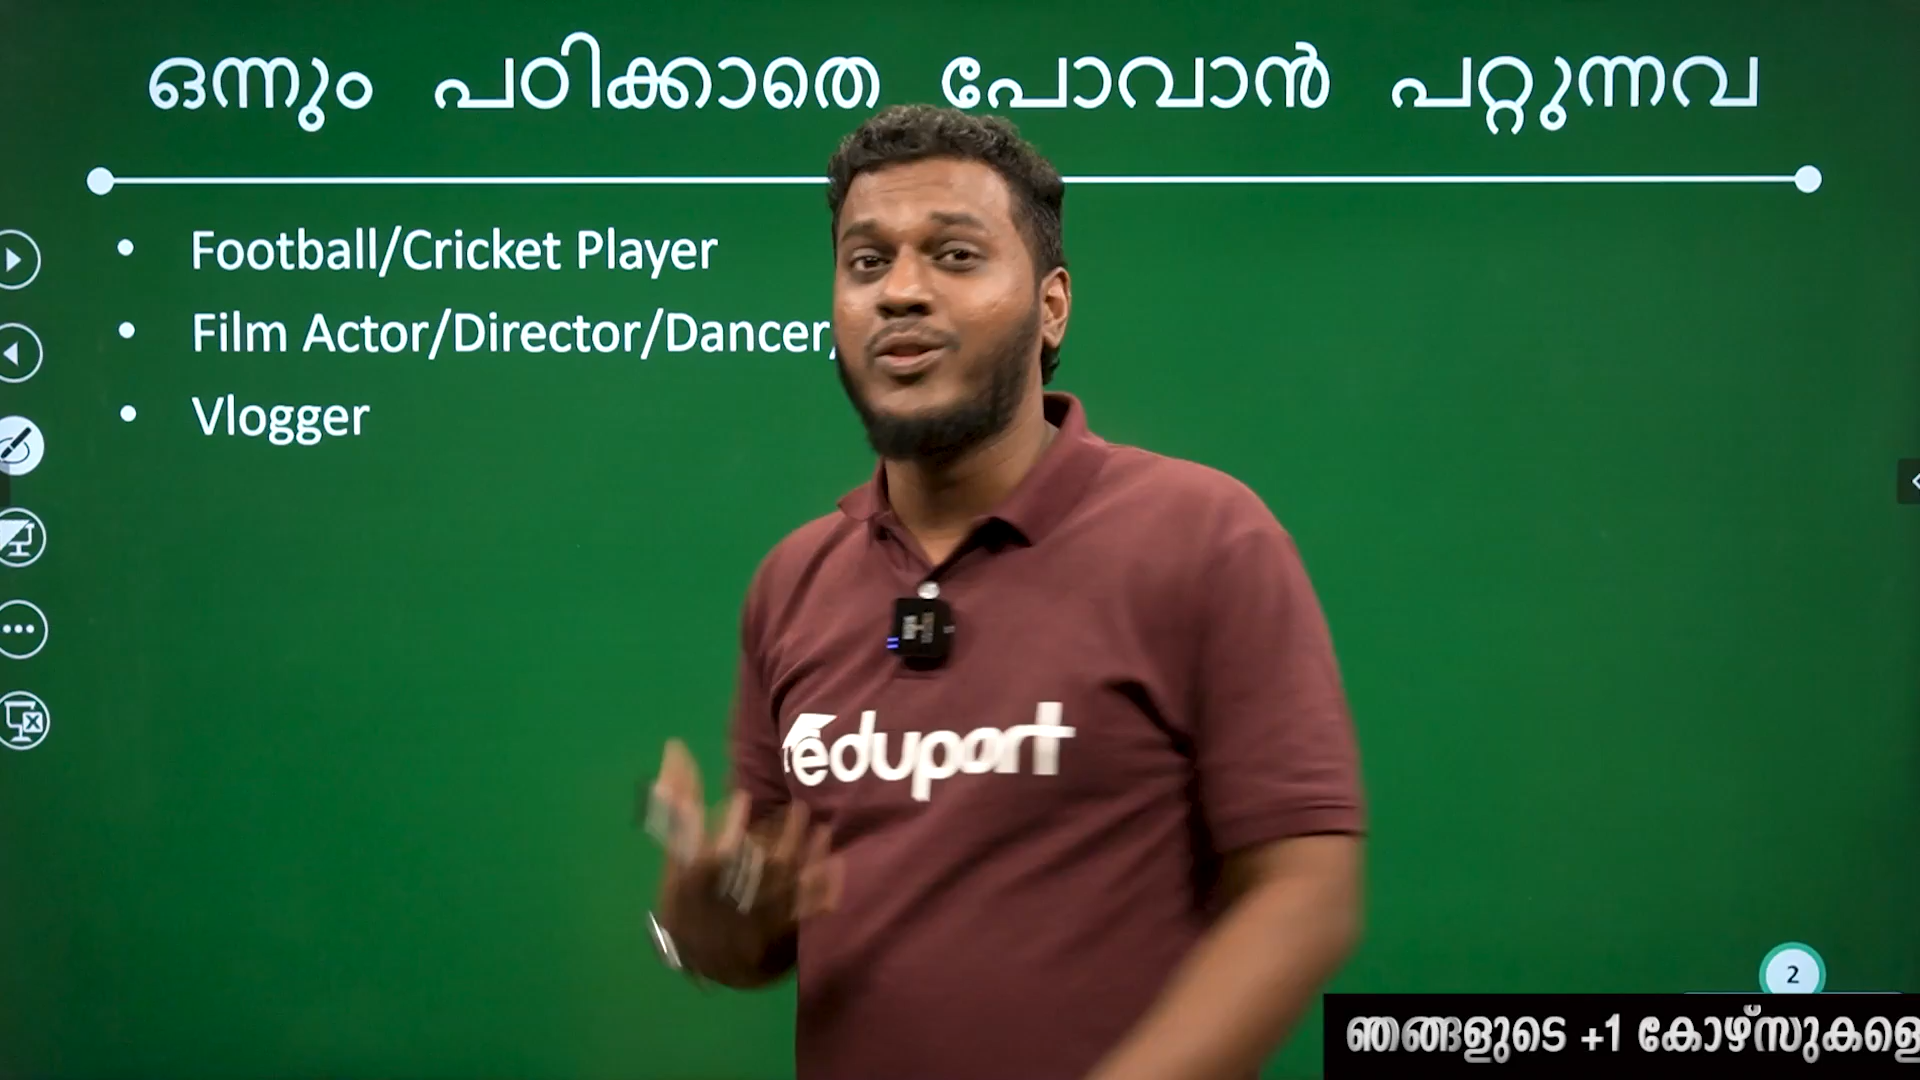 ഒന്നും പഠിക്കാതെ പോവാൻ പറ്റുന്നവ
• Football/Cricket Player
• Film Actor/Director/Dancer/
• Vlogger
eduport
2
ഞങ്ങളുടെ +1 കോഴ്സുകളെ